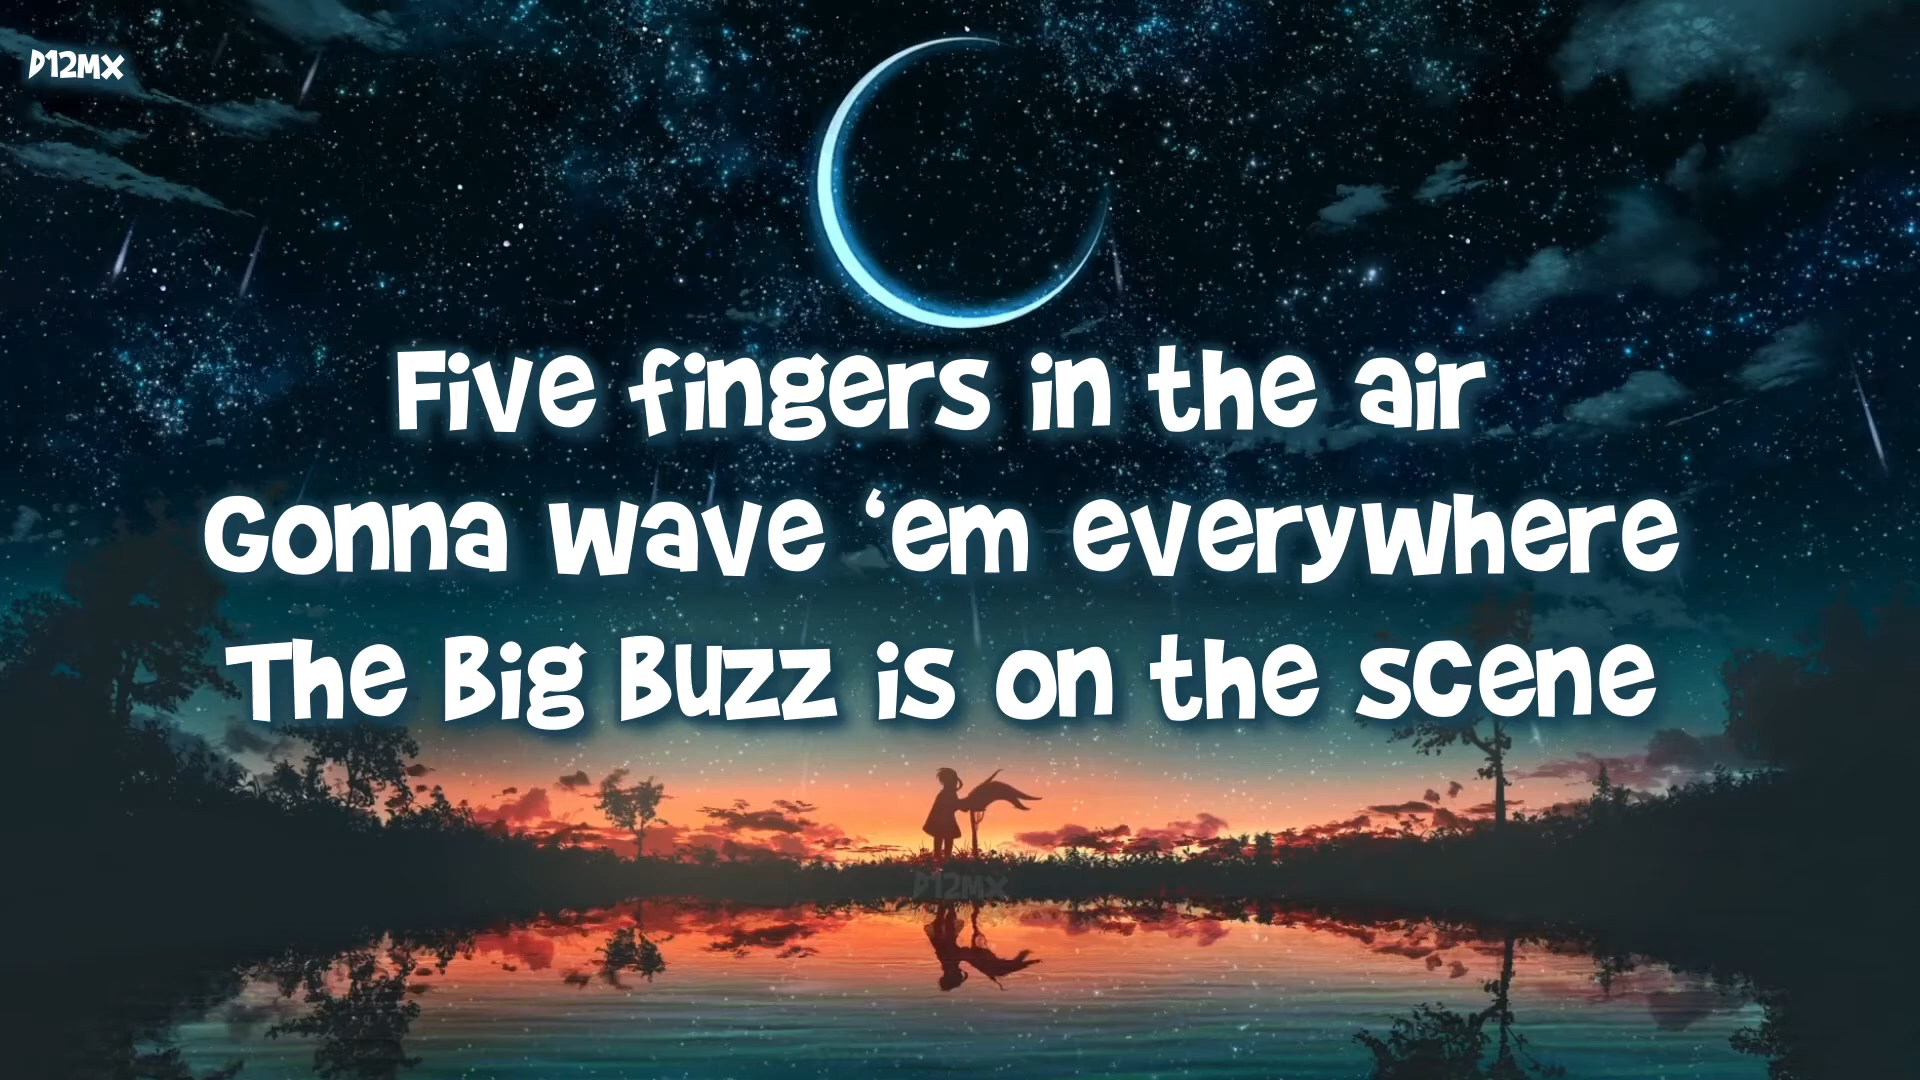 D12MX
Five fingers in the air
Gonna wave ‘em everywhere
The Big Buzz is on the scene
D12MX